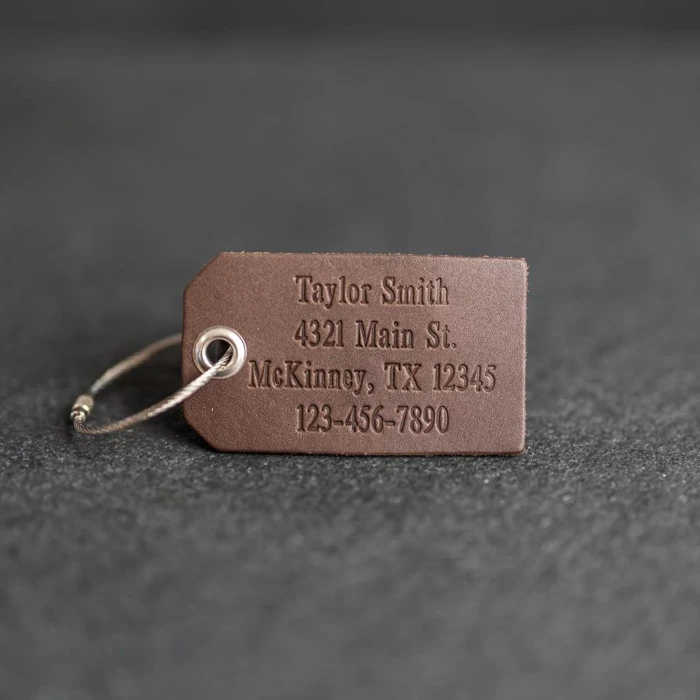 Taylor Smith
4321 Main St.
McKinney, TX 12345
123-456-7890